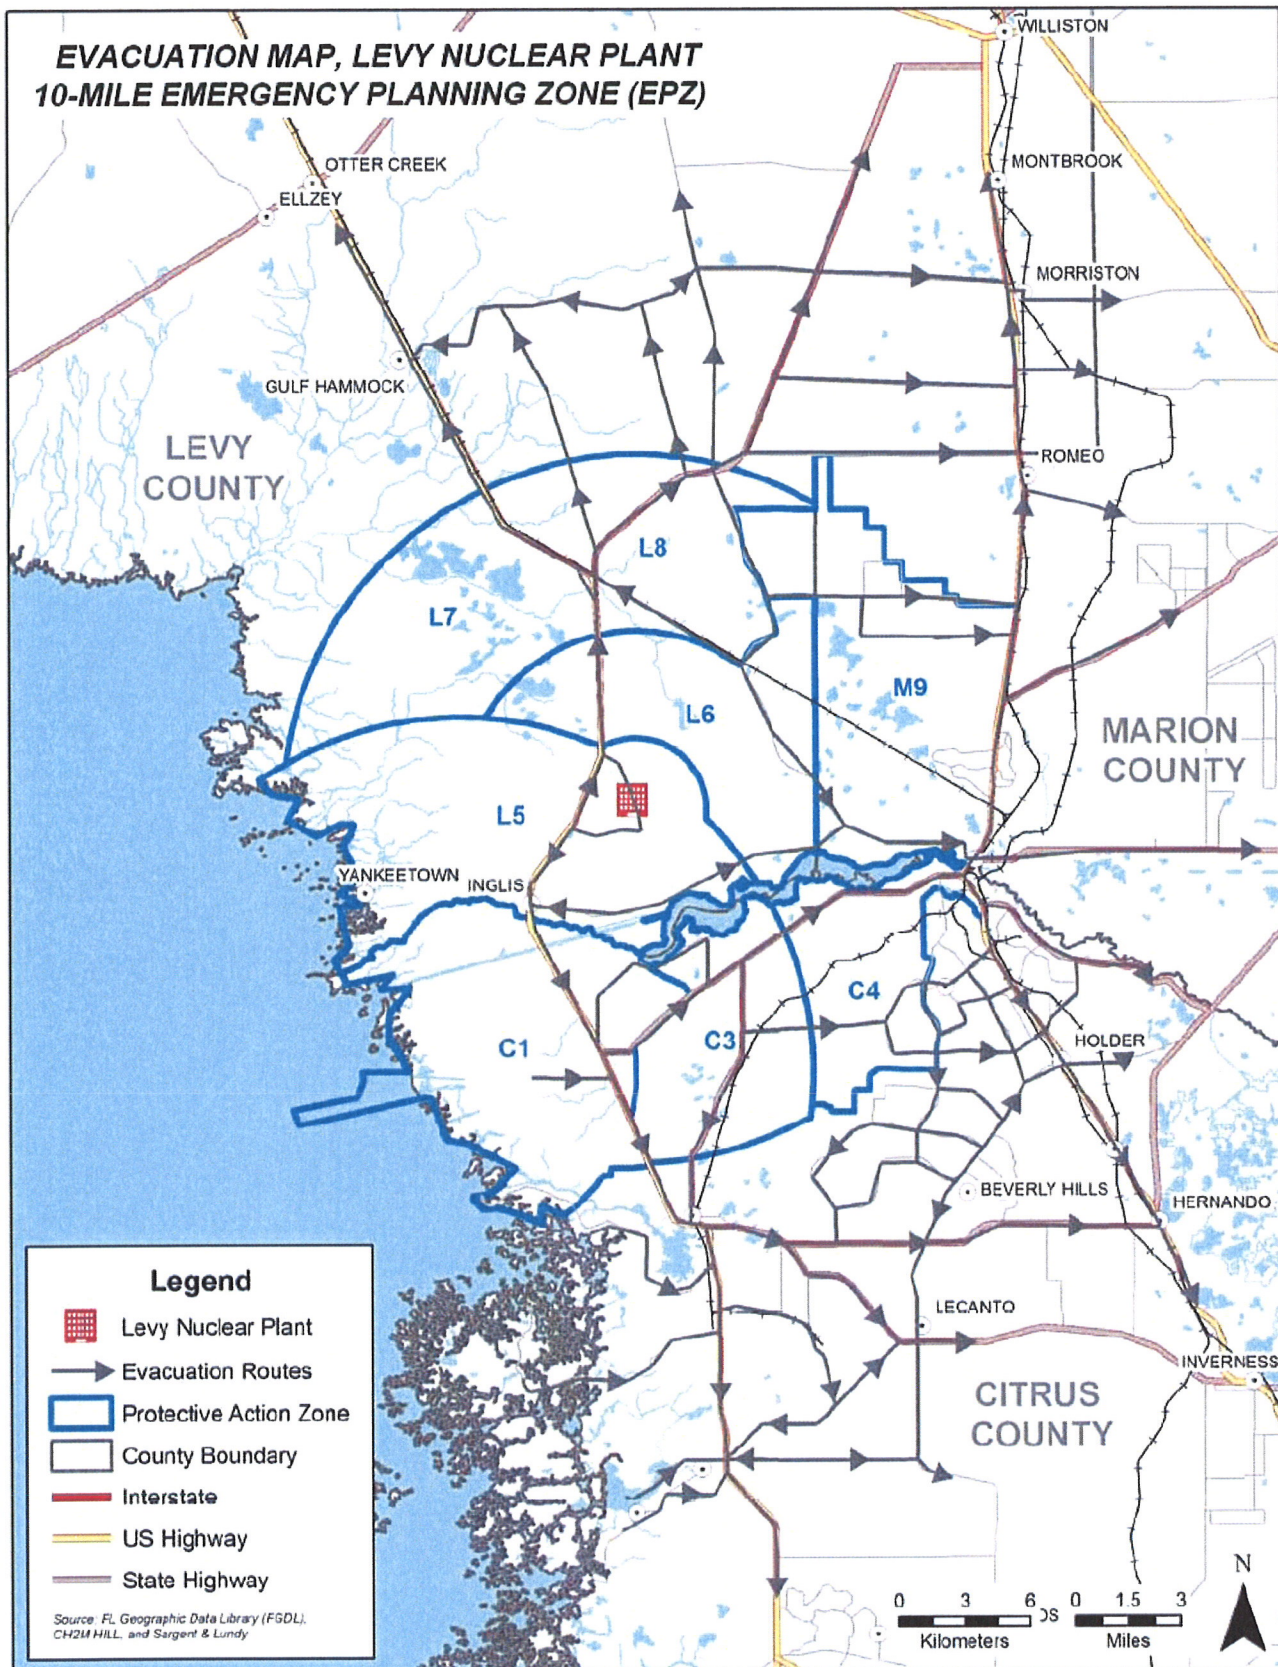 EVACUATION MAP, LEVY NUCLEAR PLANT
10-MILE EMERGENCY PLANNING ZONE (EPZ)
WILLISTON
OTTER CREEK
MONTBROOK
ELLZEY
MORRISTON
GULF HAMMOCK
LEVY
COUNTY
ROMEO
L8
L7
M9
L6
MARION
COUNTY
L5
YANKEETOWN
INGLIS
C4
C1
C3
HOLDER
BEVERLY HILLS
HERNANDO
LECANTO
INVERNESS
CITRUS
COUNTY
Legend
Levy Nuclear Plant
Evacuation Routes
Protective Action Zone
County Boundary
Interstate
US Highway
State Highway
Source: FL Geographic Data Library (FGDL),
CH2M HILL, and Sargent & Lundy
N
0 3 6
Kilometers
DS
0 1.5 3
Miles